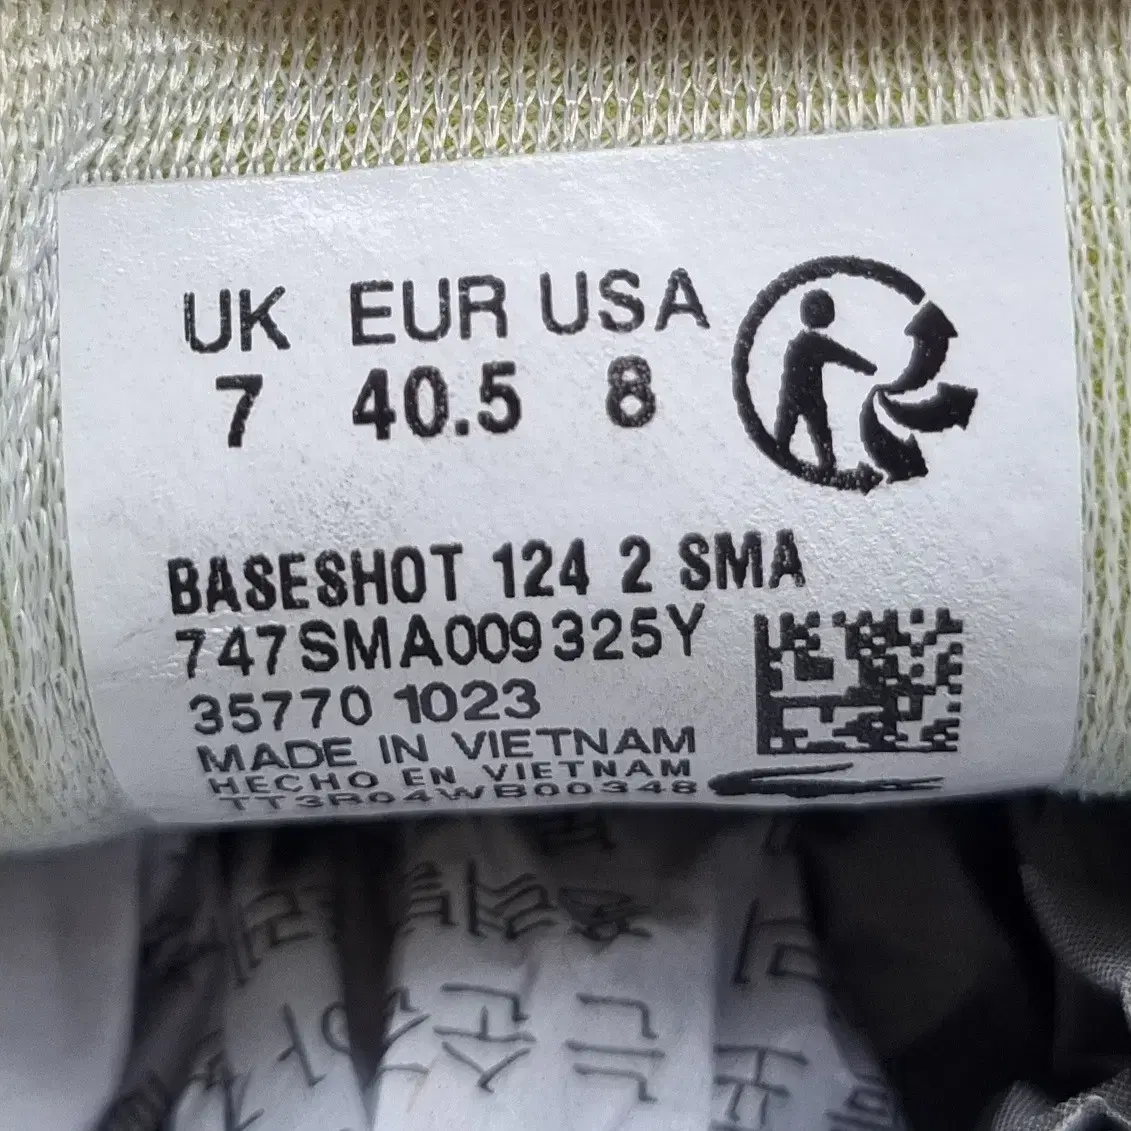 UK EUR USA
7 40.5 8
BASESHOT 124 2 SMA
747SMA009325Y
35770 1023
MADE IN VIETNAM
HECHO EN VIETNAM
TT3R04WB00348